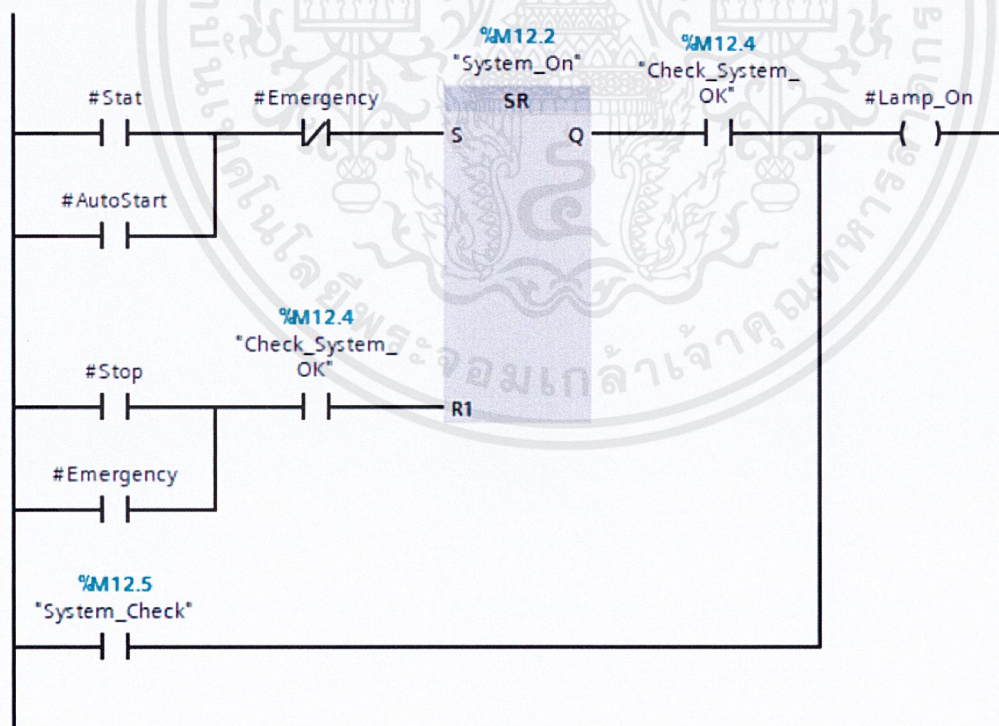 %M12.2
"System_On"
%M12.4
"Check_System_
OK"
#Stat
#Emergency
SR
#Lamp_On
S
Q
#AutoStart
%M12.4
"Check_System_
OK"
#Stop
R1
#Emergency
%M12.5
"System_Check"